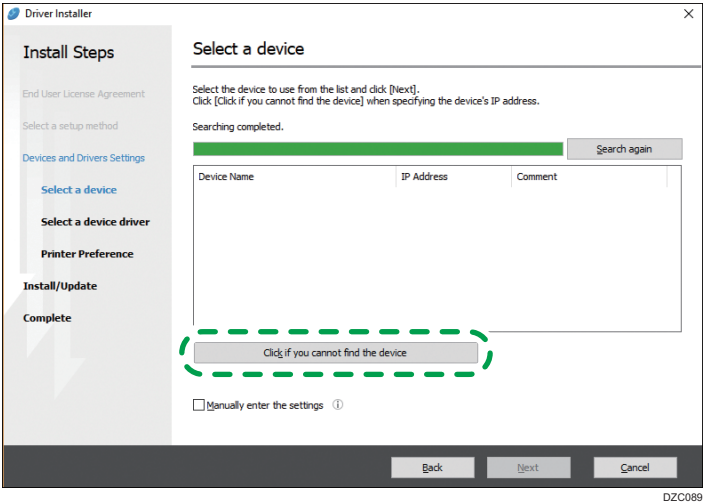 Driver Installer
Install Steps
End User License Agreement
Select a setup method
Devices and Drivers Settings
Select a device
Select a device driver
Printer Preference
Install/Update
Complete
Select a device
Select the device to use from the list and click [Next].
Click [Click if you cannot find the device] when specifying the device's IP address.
Searching completed.
Search again
Device Name IP Address Comment
Click if you cannot find the device
Manually enter the settings
Back Next Cancel
DZC089